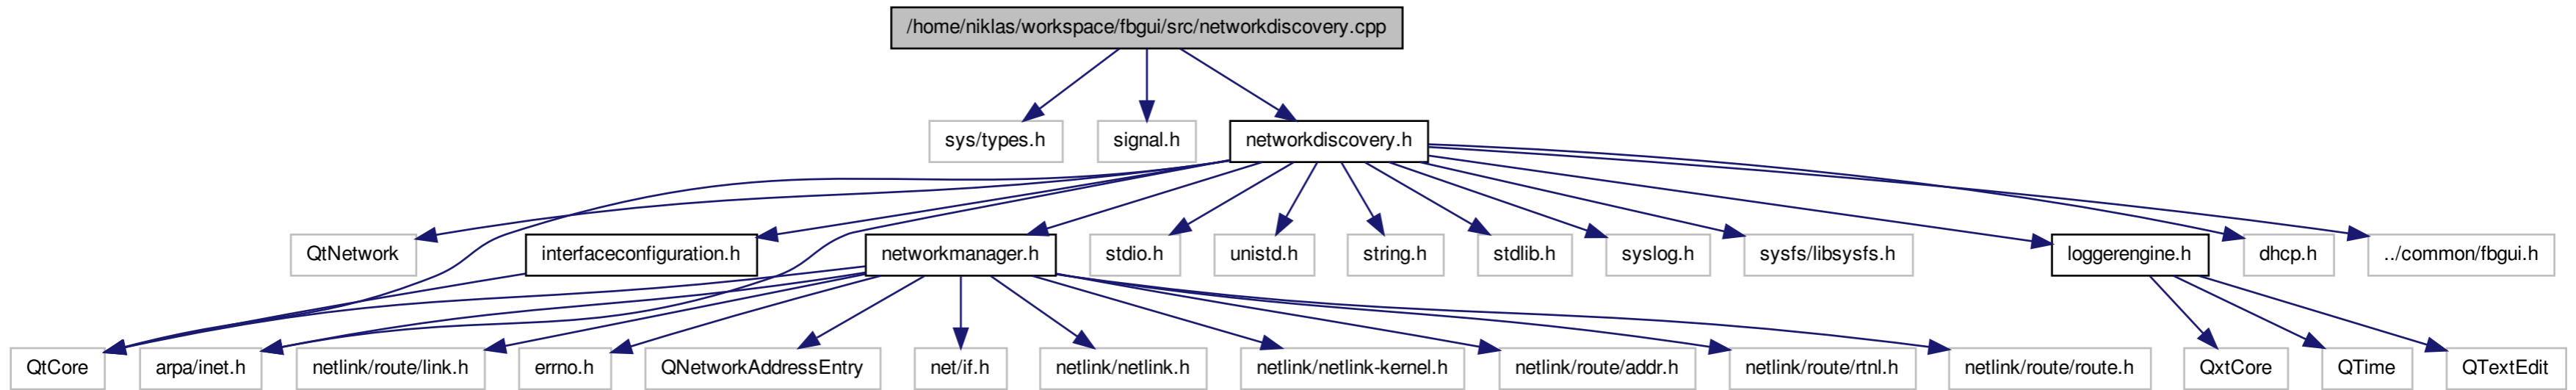 /home/niklas/workspace/fbgui/src/networkdiscovery.cpp
sys/types.h
signal.h
networkdiscovery.h
QtNetwork
interfaceconfiguration.h
networkmanager.h
stdio.h
unistd.h
string.h
stdlib.h
syslog.h
sysfs/libsysfs.h
loggerengine.h
dhcp.h
../common/fbgui.h
QtCore
arpa/inet.h
netlink/route/link.h
errno.h
QNetworkAddressEntry
net/if.h
netlink/netlink.h
netlink/netlink-kernel.h
netlink/route/addr.h
netlink/route/rtnl.h
netlink/route/route.h
QxtCore
QTime
QTextEdit